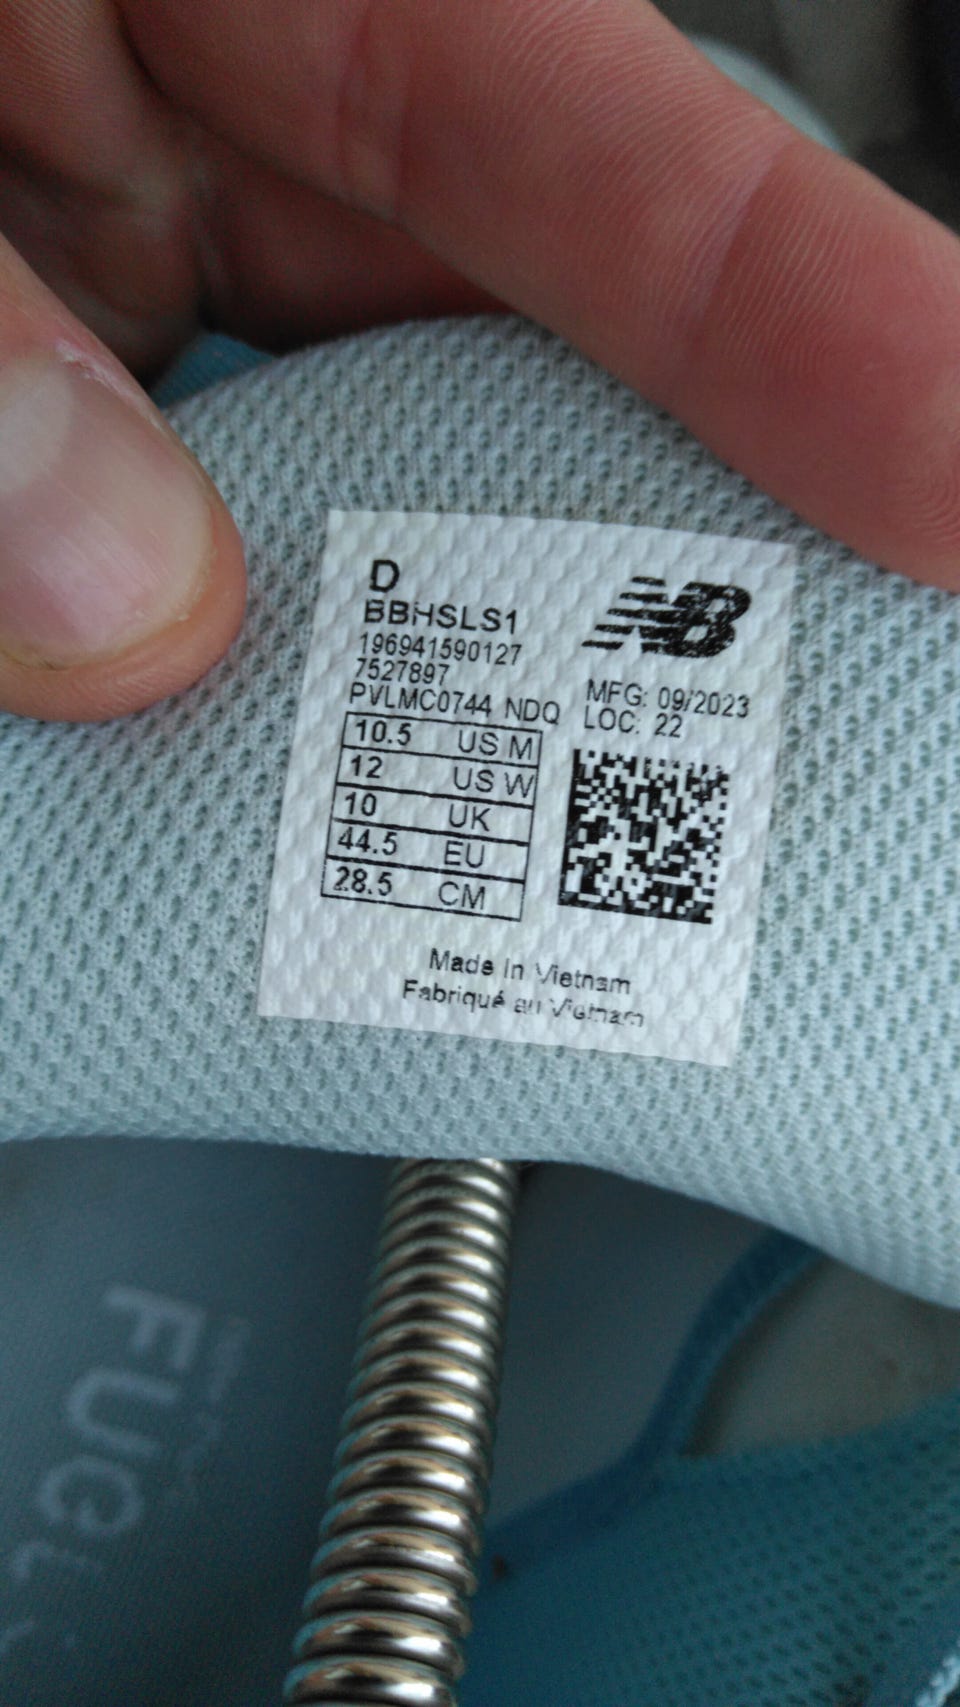 D
BBHSLS1
196941590127
7527897
PVLMC0744 NDQ
NB
MFG: 09/2023
LOC: 22
10.5 US M
12 US W
10 UK
44.5 EU
28.5 CM
Made In Vietnam
Fabriqué au Vietnam